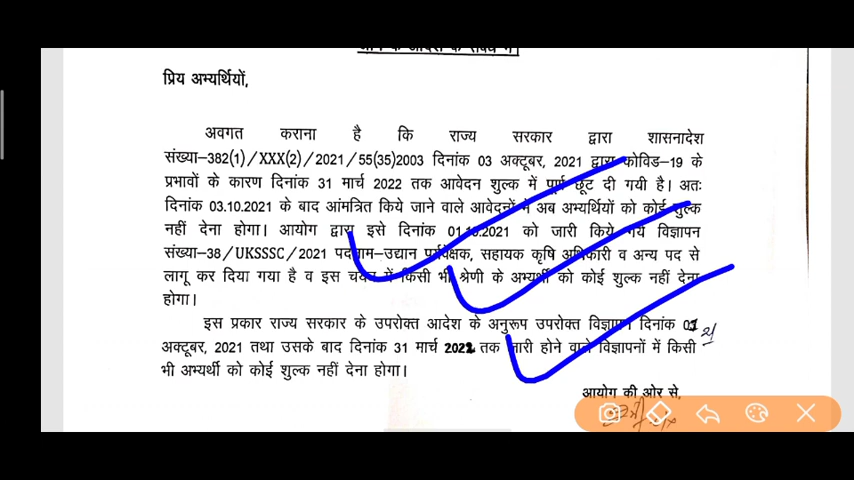 प्रिय अभ्यर्थियों,
अवगत कराना है कि राज्य सरकार द्वारा शासनादेश
संख्या–382(1)/XXX(2)/2021/55(35)2003 दिनांक 03 अक्टूबर, 2021 द्वारा कोविड-19 के
प्रभावों के कारण दिनांक 31 मार्च 2022 तक आवेदन शुल्क में पूर्ण छूट दी गयी है। अतः
दिनांक 03.10.2021 के बाद आंमत्रित किये जाने वाले आवेदनों में अब अभ्यर्थियों को कोई शुल्क
नहीं देना होगा। आयोग द्वारा इसे दिनांक 01.10.2021 को जारी किये गये विज्ञापन
संख्या–38/UKSSSC/2021 पदनाम–उद्यान पर्यवेक्षक, सहायक कृषि अधिकारी व अन्य पद से
लागू कर दिया गया है व इस चयन में किसी भी श्रेणी के अभ्यर्थी को कोई शुल्क नहीं देना
होगा।
इस प्रकार राज्य सरकार के उपरोक्त आदेश के अनुरूप उपरोक्त विज्ञापन दिनांक
अक्टूबर, 2021 तथा उसके बाद दिनांक 31 मार्च 2022 तक जारी होने वाले विज्ञापनों में किसी
भी अभ्यर्थी को कोई शुल्क नहीं देना होगा।
आयोग की ओर से,